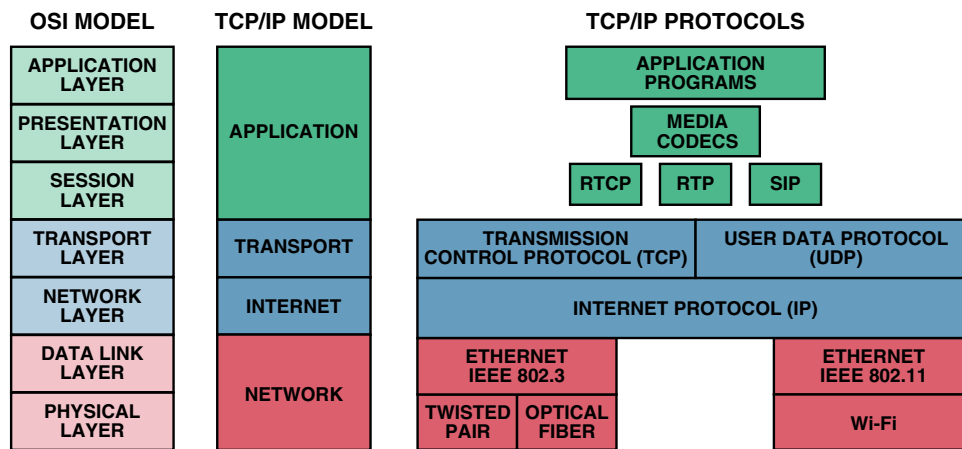 OSI MODEL
TCP/IP MODEL
TCP/IP PROTOCOLS
APPLICATION
LAYER
PRESENTATION
LAYER
SESSION
LAYER
TRANSPORT
LAYER
NETWORK
LAYER
DATA LINK
LAYER
PHYSICAL
LAYER
APPLICATION
TRANSPORT
INTERNET
NETWORK
APPLICATION
PROGRAMS
MEDIA
CODECS
RTCP
RTP
SIP
TRANSMISSION
CONTROL PROTOCOL (TCP)
USER DATA PROTOCOL
(UDP)
INTERNET PROTOCOL (IP)
ETHERNET
IEEE 802.3
ETHERNET
IEEE 802.11
TWISTED
PAIR
OPTICAL
FIBER
Wi-Fi